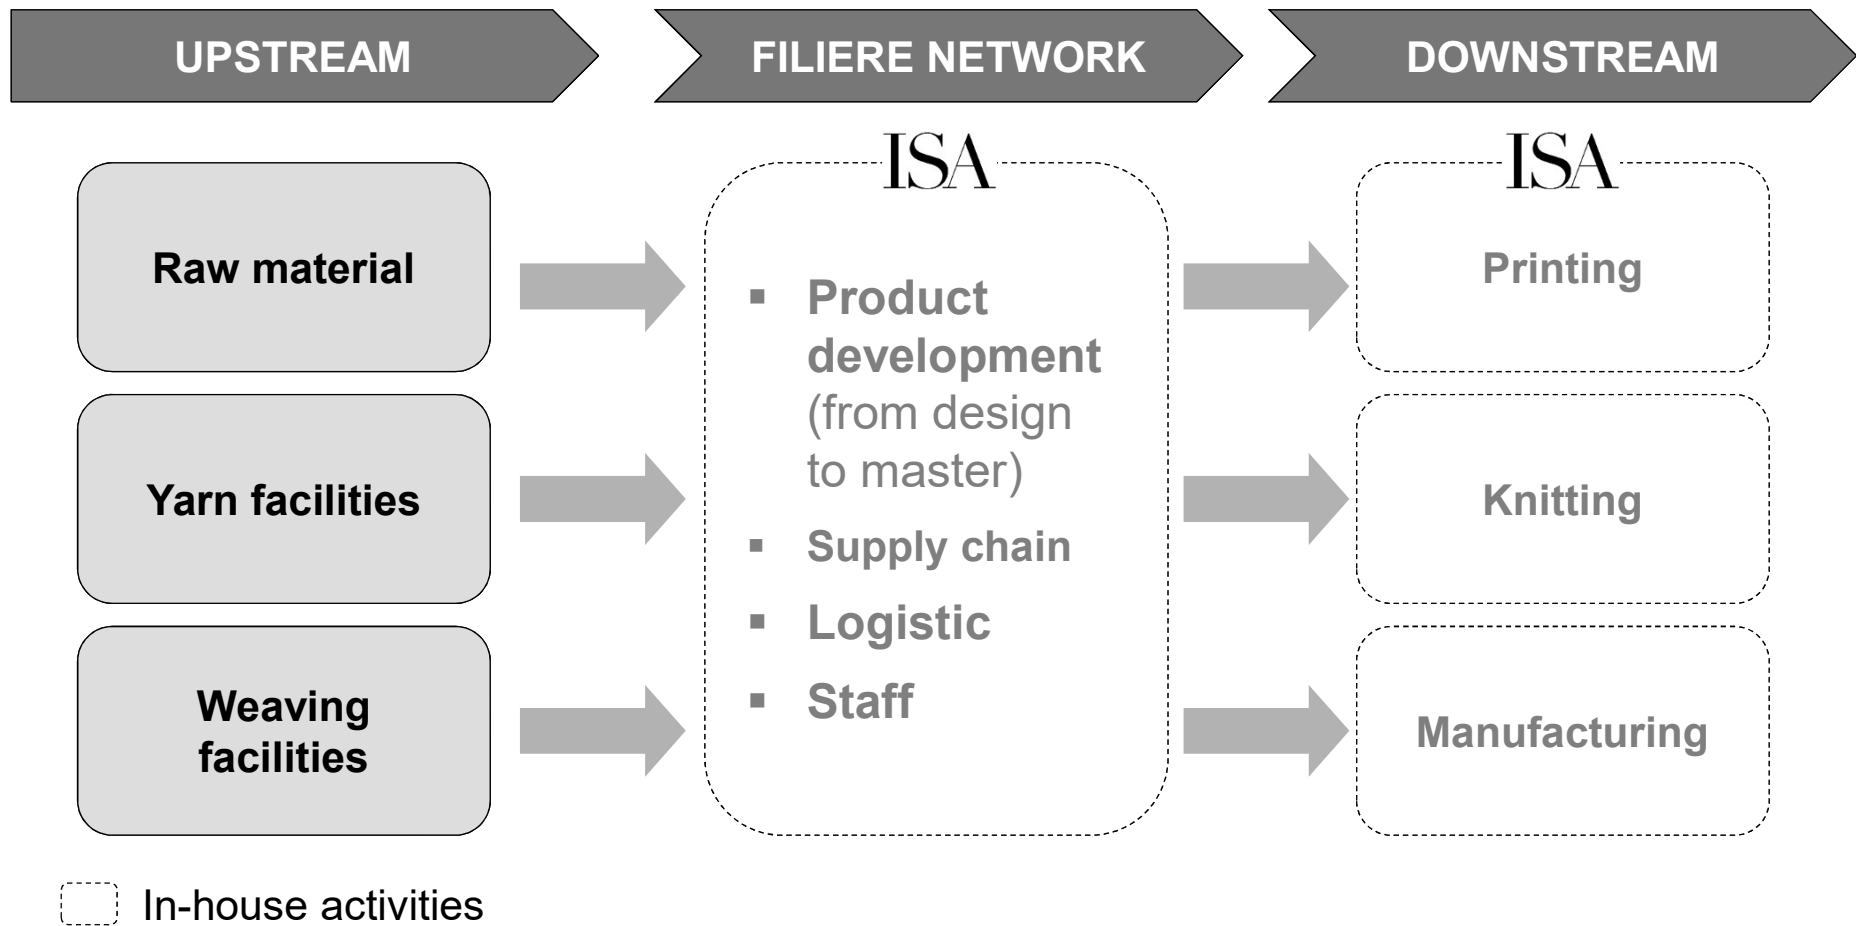 UPSTREAM
FILIERE NETWORK
DOWNSTREAM
Raw material
Yarn facilities
Weaving
facilities
ISA
▪ Product
development
(from design
to master)
▪ Supply chain
▪ Logistic
▪ Staff
ISA
Printing
Knitting
Manufacturing
In-house activities